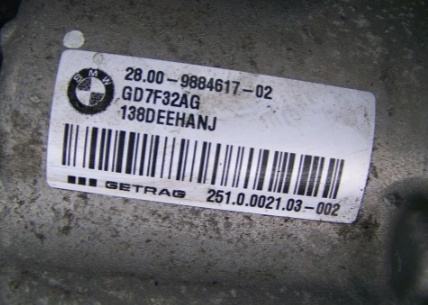 BMW
28.00-9884617-02
GD7F32AG
138DEEHANJ
GETRAG 251.0.0021.03-002